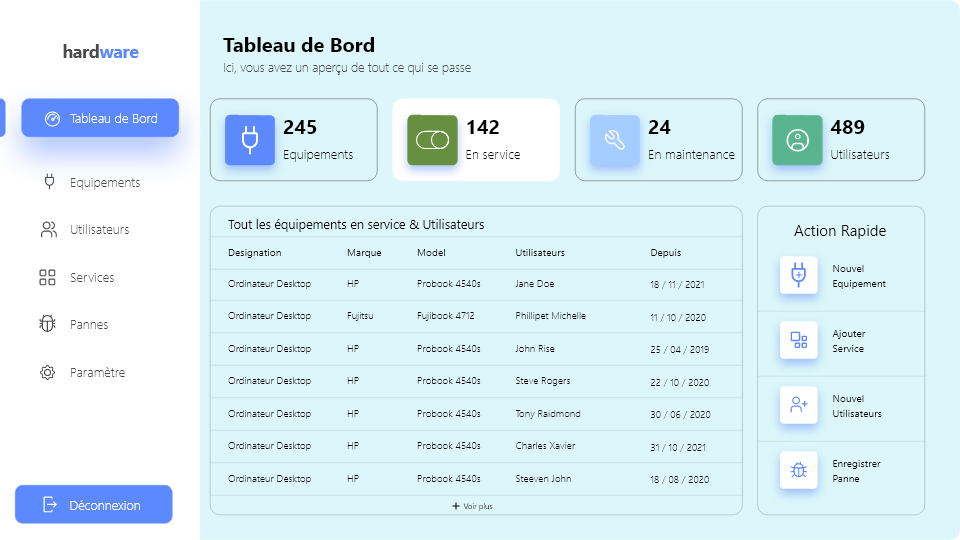 hardware
Tableau de Bord
Equipements
Utilisateurs
Services
Pannes
Paramètre
Déconnexion
Tableau de Bord
Ici, vous avez un aperçu de tout ce qui se passe
245
Equipements
142
En service
24
En maintenance
489
Utilisateurs
Tout les équipements en service & Utilisateurs
Designation Marque Model Utilisateurs Depuis
Ordinateur Desktop HP Probook 4540s Jane Doe 18 / 11 / 2021
Ordinateur Desktop Fujitsu Fujibook 4712 Phillipet Michelle 11 / 10 / 2020
Ordinateur Desktop HP Probook 4540s John Rise 25 / 04 / 2019
Ordinateur Desktop HP Probook 4540s Steve Rogers 22 / 10 / 2020
Ordinateur Desktop HP Probook 4540s Tony Raidmond 30 / 06 / 2020
Ordinateur Desktop HP Probook 4540s Charles Xavier 31 / 10 / 2021
Ordinateur Desktop HP Probook 4540s Steeven John 18 / 08 / 2020
+ Voir plus
Action Rapide
Nouvel
Equipement
Ajouter
Service
Nouvel
Utilisateurs
Enregistrer
Panne